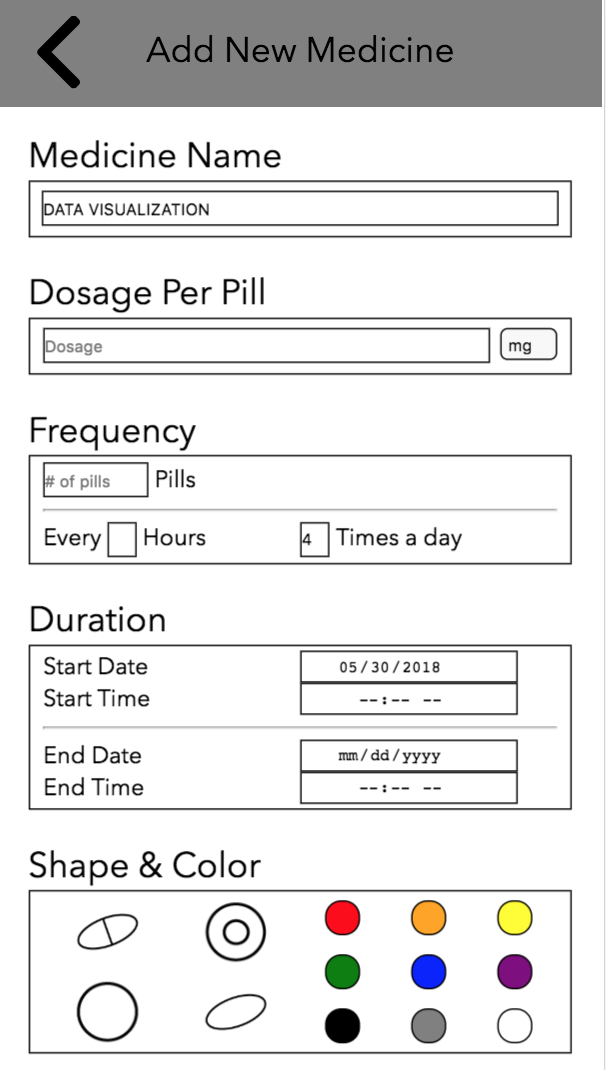 Add New Medicine
Medicine Name
DATA VISUALIZATION
Dosage Per Pill
Dosage mg
Frequency
# of pills Pills
Every Hours 4 Times a day
Duration
Start Date 05/30/2018
Start Time --:-- --
End Date mm/dd/yyyy
End Time --:-- --
Shape & Color